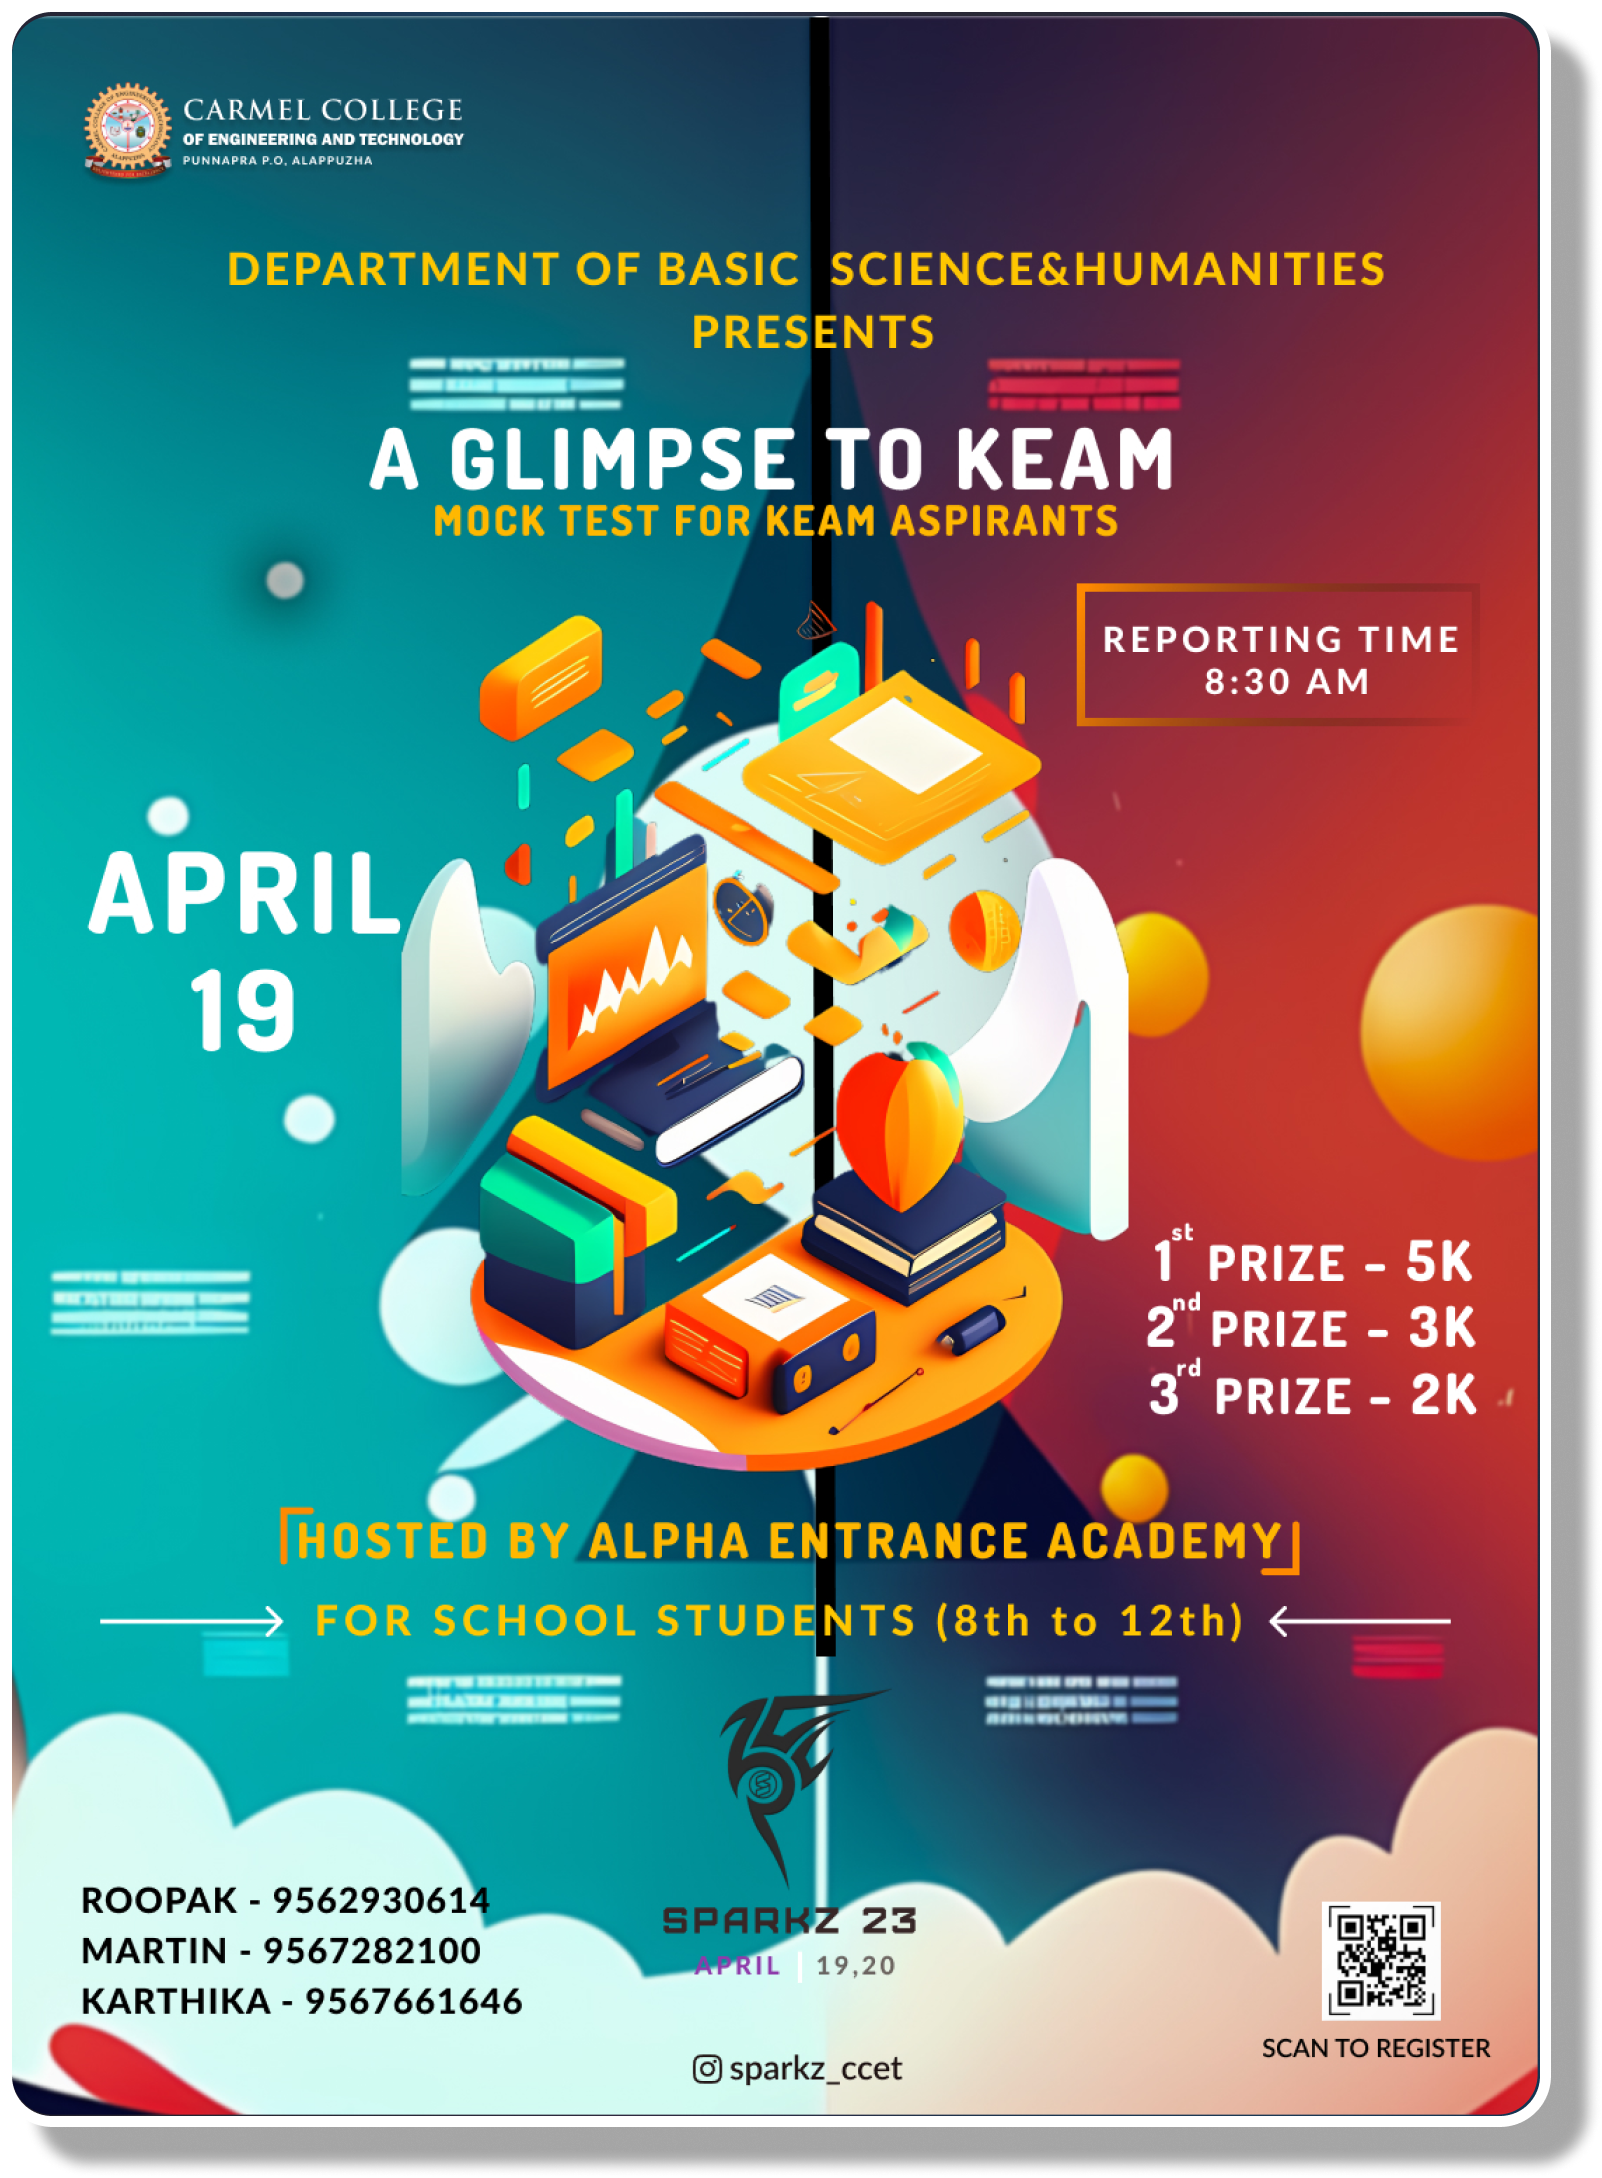 CARMEL COLLEGE
OF ENGINEERING AND TECHNOLOGY
PUNNAPRA P.O, ALAPPUZHA
DEPARTMENT OF BASIC SCIENCE&HUMANITIES
PRESENTS
A GLIMPSE TO KEAM
MOCK TEST FOR KEAM ASPIRANTS
REPORTING TIME
8:30 AM
APRIL
19
1st PRIZE - 5K
2nd PRIZE - 3K
3rd PRIZE - 2K
HOSTED BY ALPHA ENTRANCE ACADEMY
FOR SCHOOL STUDENTS (8th to 12th)
SPARKZ 23
APRIL | 19,20
ROOPAK - 9562930614
MARTIN - 9567282100
KARTHIKA - 9567661646
SCAN TO REGISTER
sparkz_ccet